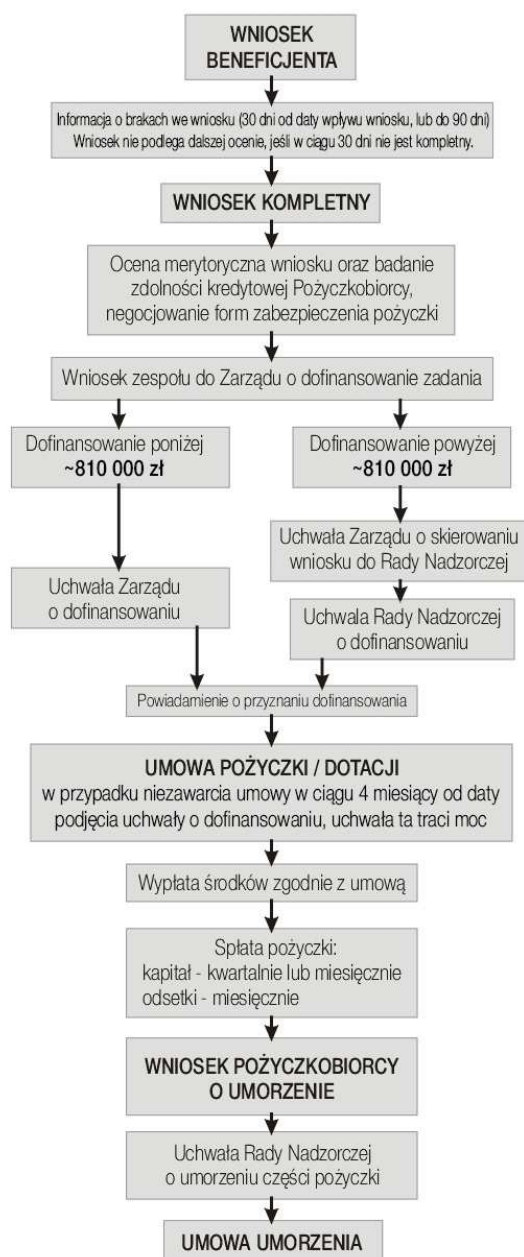 WNIOSEK
BENEFICJENTA
Informacja o brakach we wniosku (30 dni od daty wpływu wniosku, lub do 90 dni)
Wniosek nie podlega dalszej ocenie, jeśli w ciągu 30 dni nie jest kompletny.
WNIOSEK KOMPLETNY
Ocena merytoryczna wniosku oraz badanie
zdolności kredytowej Pożyczkobiorcy,
negocjowanie form zabezpieczenia pożyczki
Wniosek zespołu do Zarządu o dofinansowanie zadania
Dofinansowanie poniżej
~810 000 zł
Dofinansowanie powyżej
~810 000 zł
Uchwała Zarządu o skierowaniu
wniosku do Rady Nadzorczej
Uchwała Zarządu
o dofinansowaniu
Uchwala Rady Nadzorczej
o dofinansowaniu
Powiadamienie o przyznaniu dofinansowania
UMOWA POŻYCZKI / DOTACJI
w przypadku niezawarcia umowy w ciągu 4 miesiący od daty
podjęcia uchwały o dofinansowaniu, uchwała ta traci moc
Wypłata środków zgodnie z umową
Spłata pożyczki:
kapitał - kwartalnie lub miesięcznie
odsetki - miesięcznie
WNIOSEK POŻYCZKOBIORCY
O UMORZENIE
Uchwała Rady Nadzorczej
o umorzeniu części pożyczki
UMOWA UMORZENIA